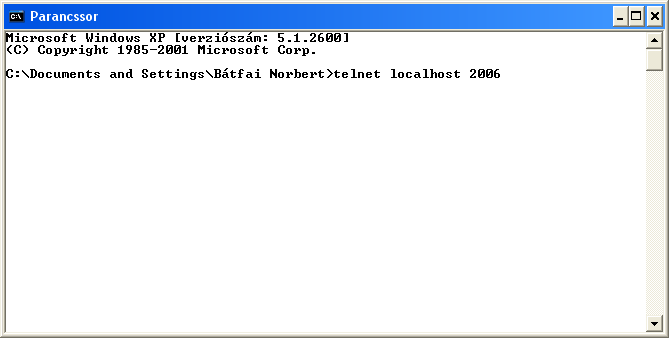 Parancssor
Microsoft Windows XP [verziószám: 5.1.2600]
(C) Copyright 1985-2001 Microsoft Corp.
C:\Documents and Settings\Bátfai Norbert>telnet localhost 2006